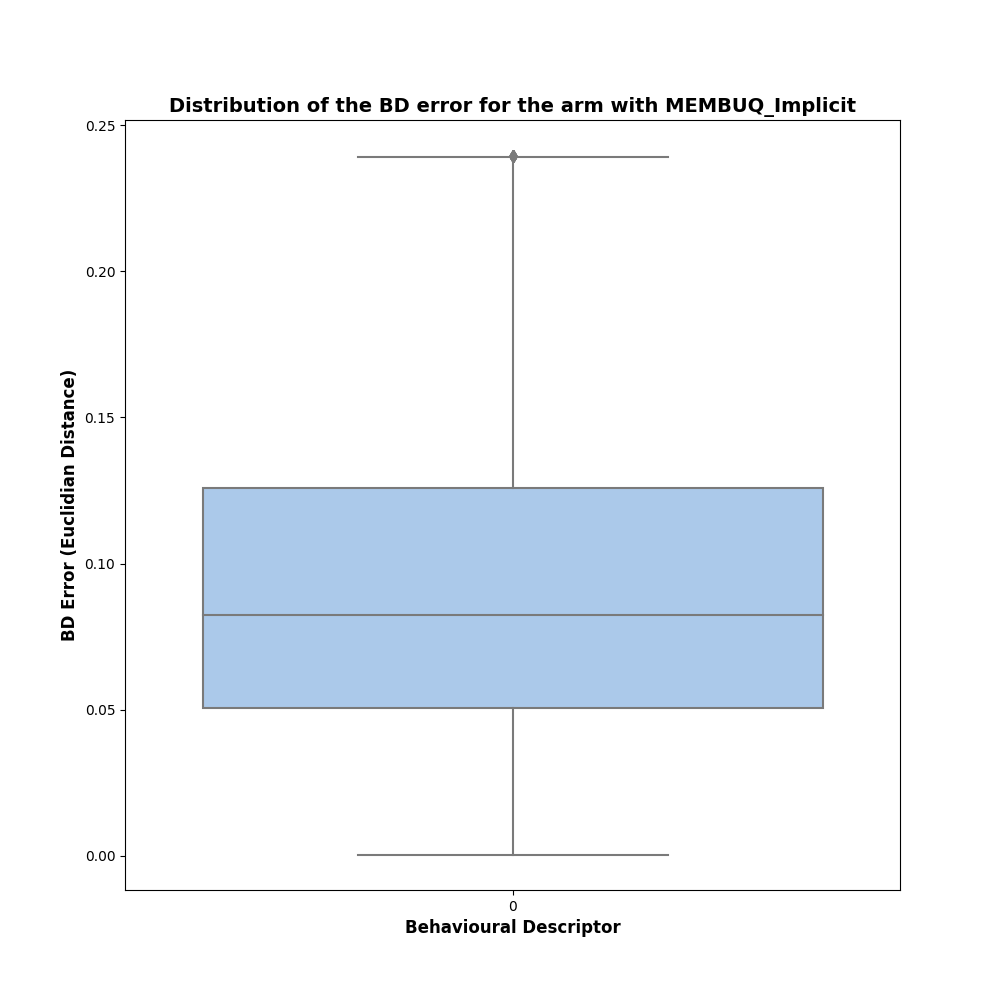 Distribution of the BD error for the arm with MEMBUQ_Implicit
0.25
0.20
0.15
0.10
0.05
0.00
BD Error (Euclidian Distance)
0
Behavioural Descriptor